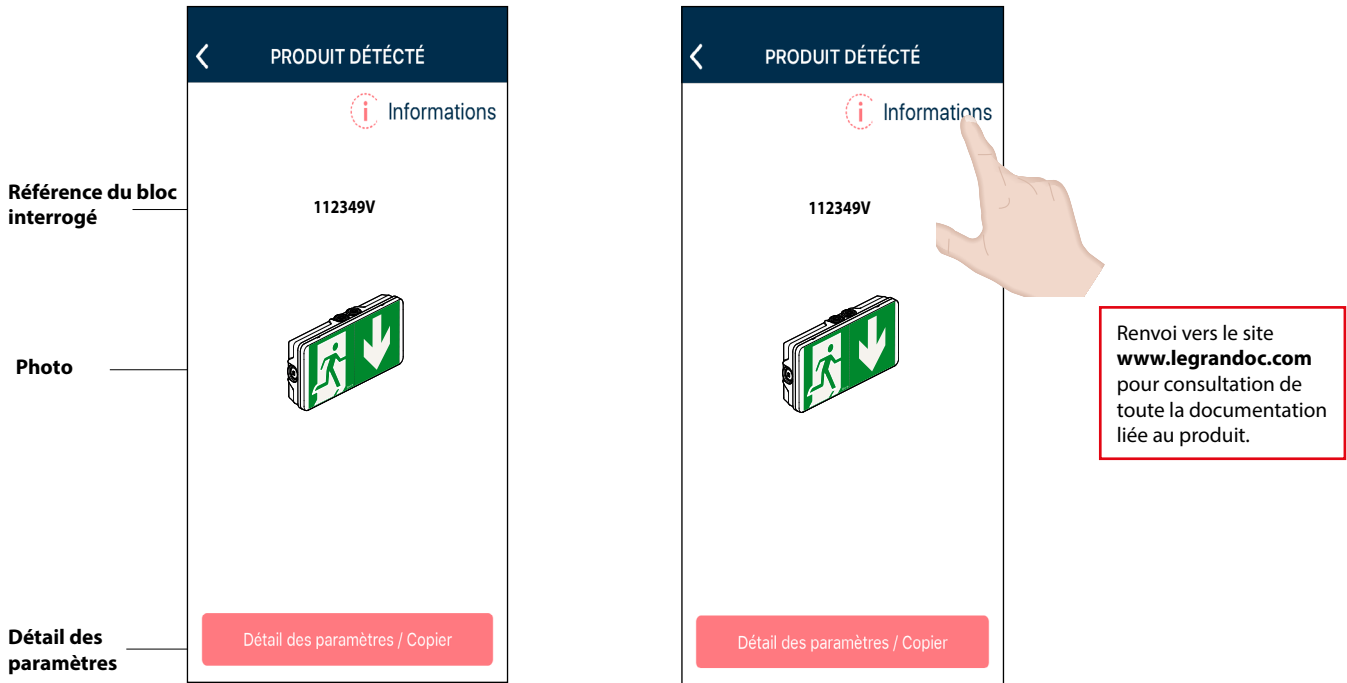 PRODUIT DÉTÉCTÉ
i Informations
Référence du bloc
interrogé
112349V
Photo
Détail des
paramètres
Détail des paramètres / Copier
PRODUIT DÉTÉCTÉ
i Informations
112349V
Renvoi vers le site
www.legrandoc.com
pour consultation de
toute la documentation
liée au produit.
Détail des paramètres / Copier